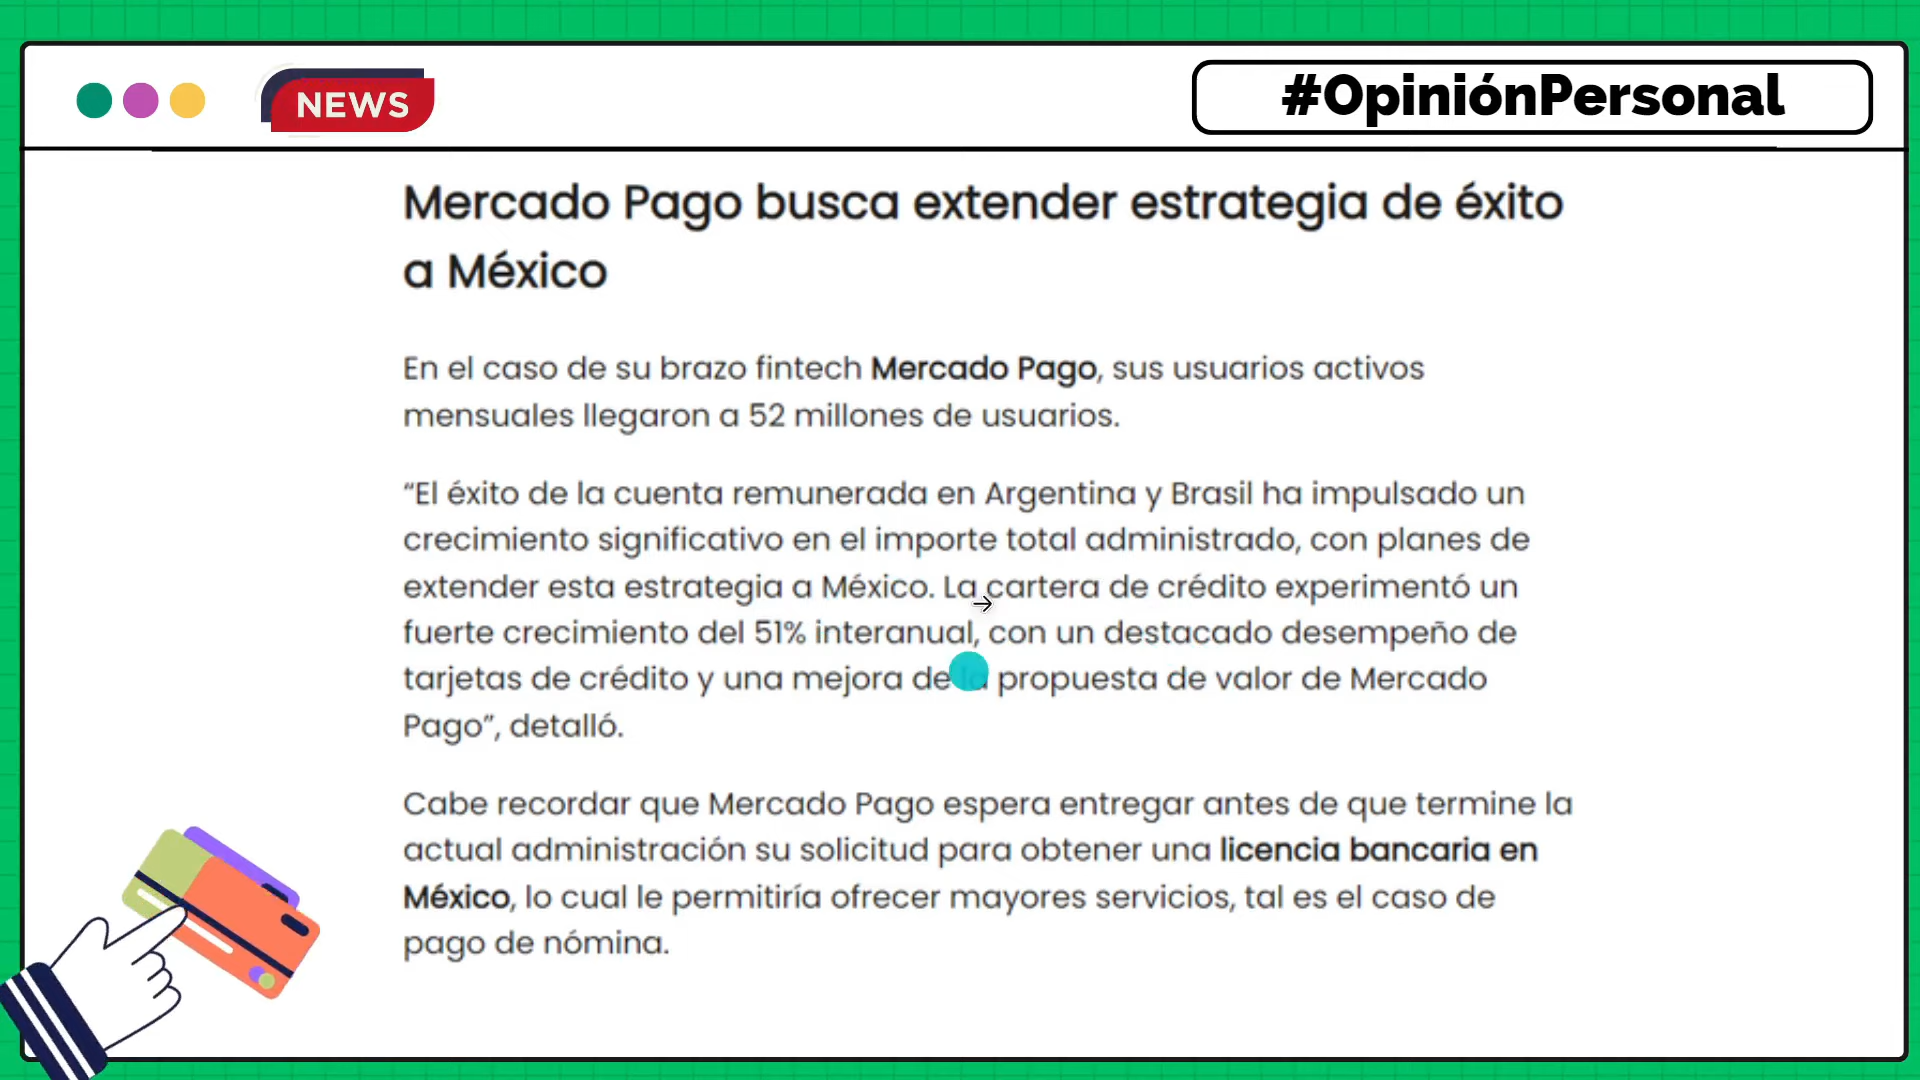 NEWS
#OpiniónPersonal
Mercado Pago busca extender estrategia de éxito
a México
En el caso de su brazo fintech Mercado Pago, sus usuarios activos
mensuales llegaron a 52 millones de usuarios.
“El éxito de la cuenta remunerada en Argentina y Brasil ha impulsado un
crecimiento significativo en el importe total administrado, con planes de
extender esta estrategia a México. La cartera de crédito experimentó un
fuerte crecimiento del 51% interanual, con un destacado desempeño de
tarjetas de crédito y una mejora de la propuesta de valor de Mercado
Pago”, detalló.
Cabe recordar que Mercado Pago espera entregar antes de que termine la
actual administración su solicitud para obtener una licencia bancaria en
México, lo cual le permitiría ofrecer mayores servicios, tal es el caso de
pago de nómina.